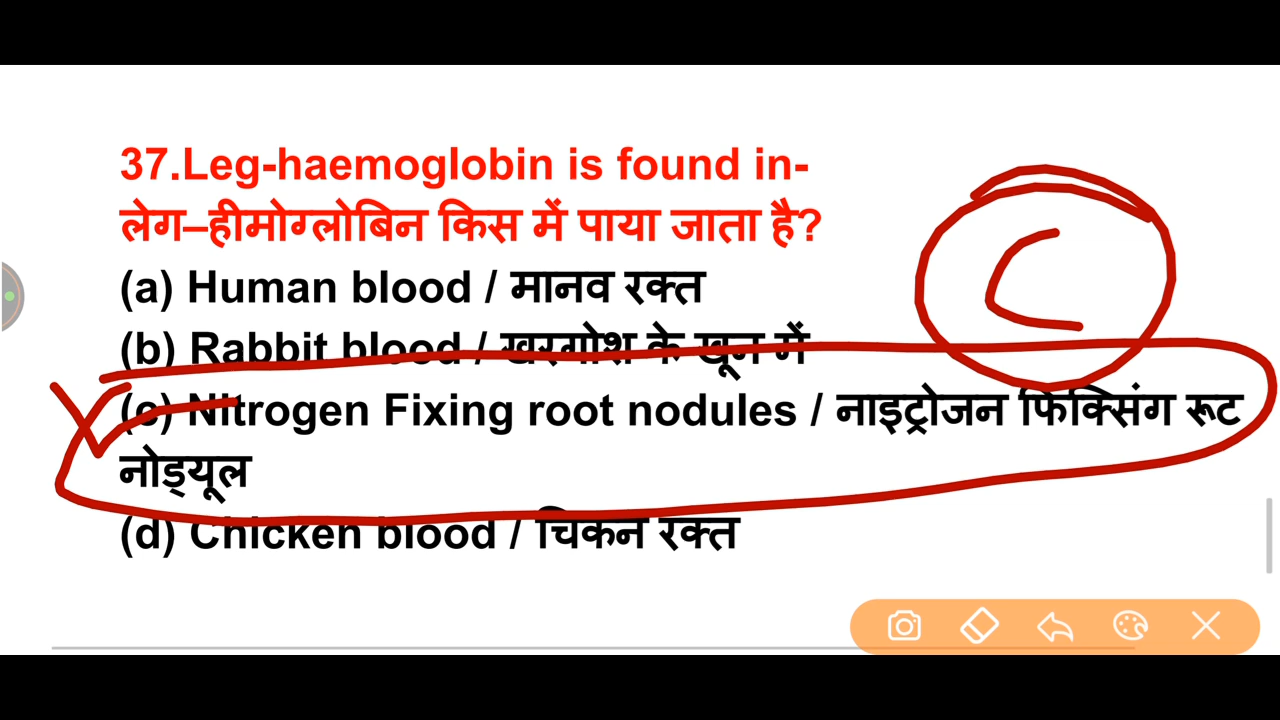 37.Leg-haemoglobin is found in-
लेग–हीमोग्लोबिन किस में पाया जाता है?
(a) Human blood / मानव रक्त
C
(b) Rabbit blood / खरगोश के खून में
(c) Nitrogen Fixing root nodules / नाइट्रोजन फिक्सिंग रूट
नोड्यूल
(d) Chicken blood / चिकन रक्त